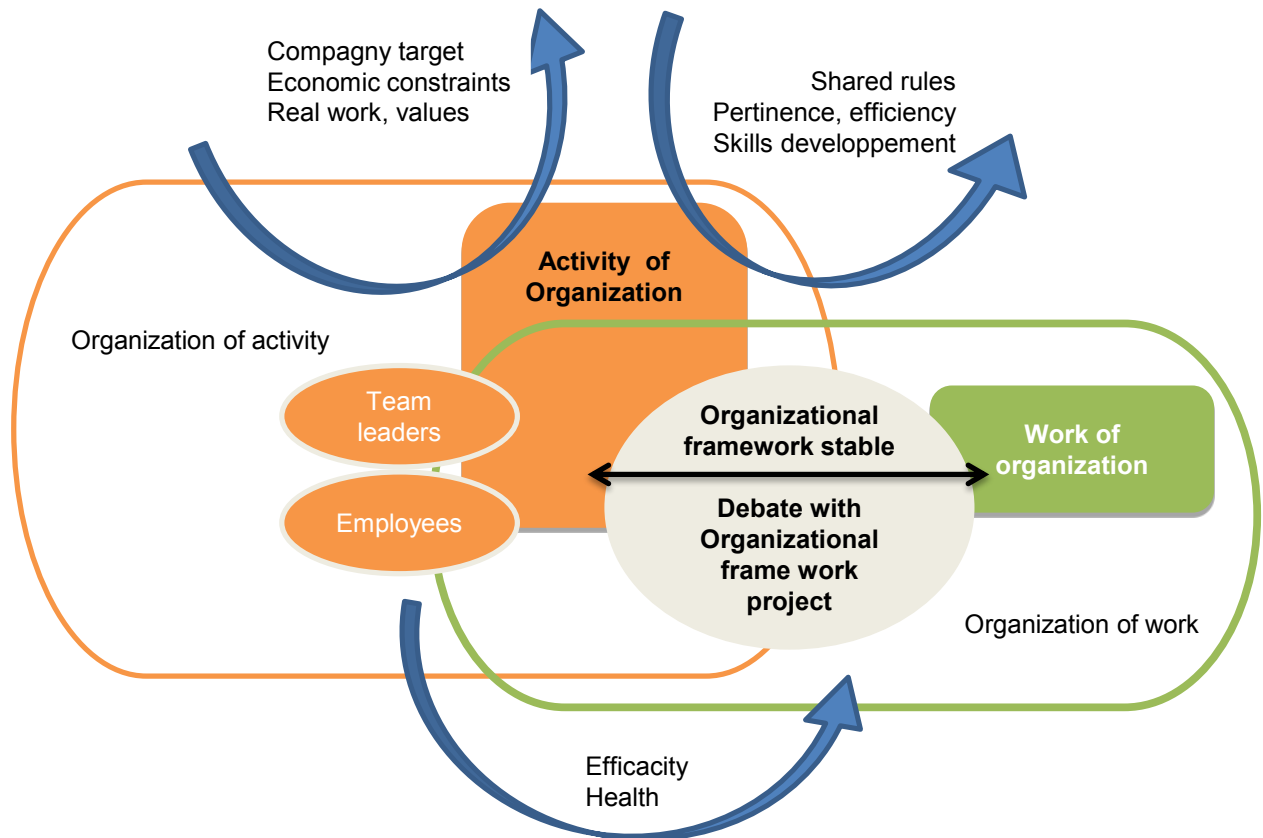 Compagny target
Economic constraints
Real work, values
Shared rules
Pertinence, efficiency
Skills developpement
Activity of
Organization
Organization of activity
Team
leaders
Employees
Organizational
framework stable
Debate with
Organizational
frame work
project
Work of
organization
Organization of work
Efficacity
Health